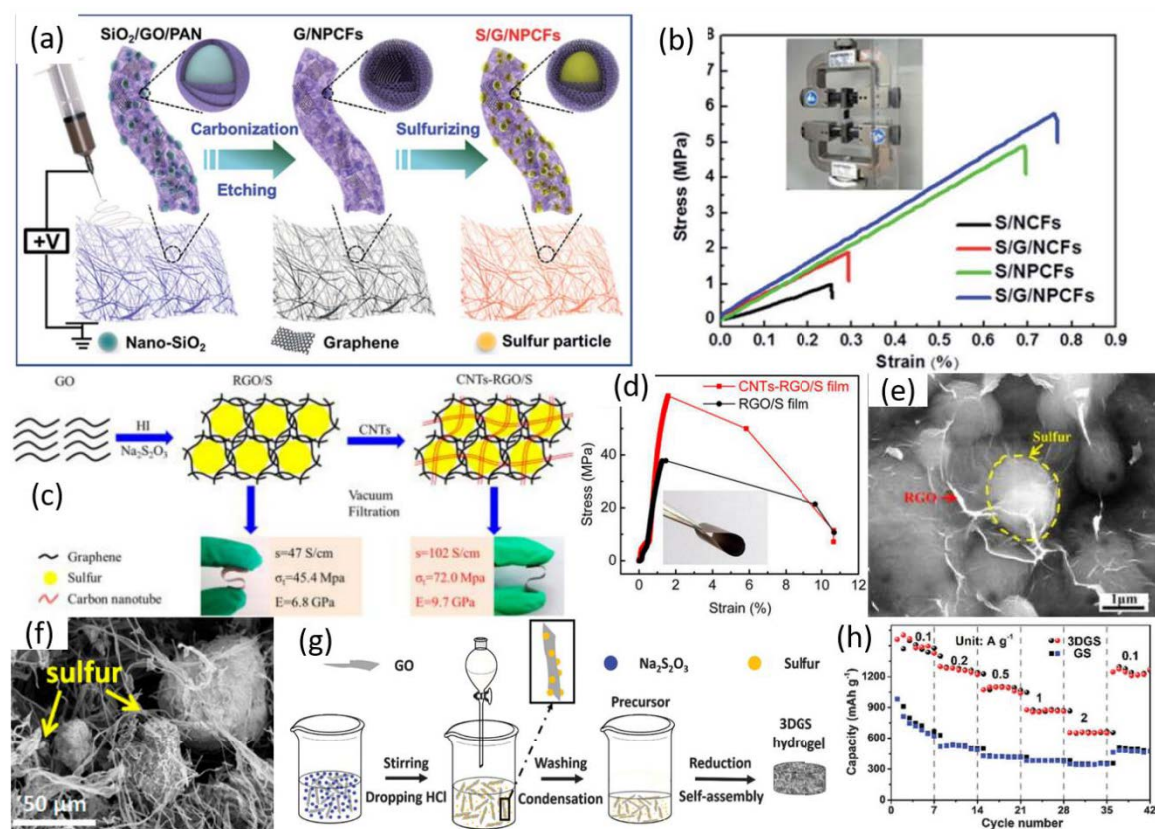 (a)
SiO2/GO/PAN
G/NPCFs
S/G/NPCFs
Carbonization
Etching
Sulfurizing
+V
Nano-SiO2
Graphene
Sulfur particle
(b)
Stress (MPa)
8
7
6
5
4
3
2
1
0
S/NCFs
S/G/NCFs
S/NPCFs
S/G/NPCFs
0.0 0.1 0.2 0.3 0.4 0.5 0.6 0.7 0.8 0.9
Strain (%)
(c)
GO
RGO/S
CNTs-RGO/S
HI
Na2S2O3
CNTs
Vacuum
Filtration
Graphene
Sulfur
Carbon nanotube
s=47 S/cm
σt=45.4 Mpa
E=6.8 GPa
s=102 S/cm
σt=72.0 Mpa
E=9.7 GPa
(d)
CNTs-RGO/S film
RGO/S film
Stress (MPa)
40
20
0
0 2 4 6 8 10
Strain (%)
(e)
Sulfur
RGO
1μm
(f)
sulfur
50 μm
(g)
GO
Na2S2O3
Sulfur
Stirring
Dropping HCl
Washing
Condensation
Precursor
Reduction
Self-assembly
3DGS
hydrogel
(h)
Unit: A g-1
3DGS
GS
0.1
0.2
0.5
1
2
0.1
Capacity (mAh g-1)
1500
1200
900
600
300
0
0 7 14 21 28 35 42
Cycle number